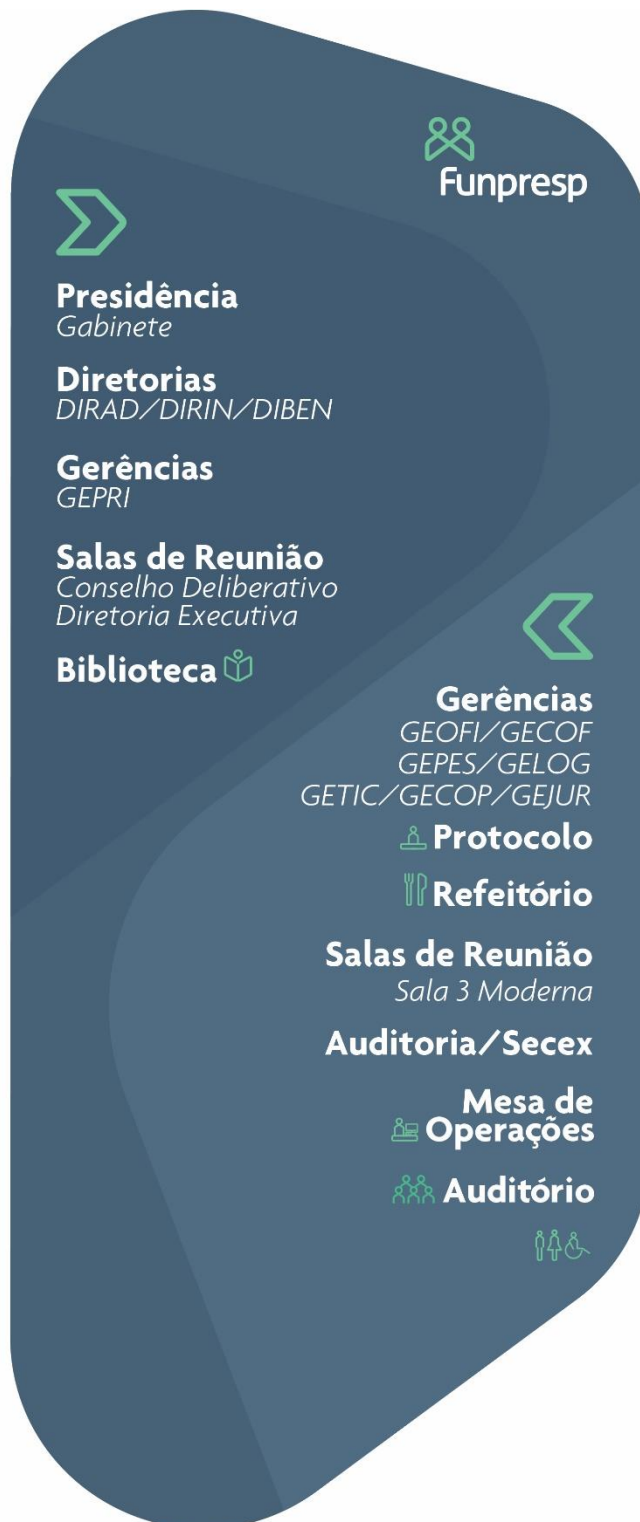 Funpresp
Presidência
Gabinete
Diretorias
DIRAD/DIRIN/DIBEN
Gerências
GEPRI
Salas de Reunião
Conselho Deliberativo
Diretoria Executiva
Biblioteca
Gerências
GEOFI/GECOF
GEPES/GELOG
GETIC/GECOP/GEJUR
Protocolo
Refeitório
Salas de Reunião
Sala 3 Moderna
Auditoria/Secex
Mesa de
Operações
Auditório